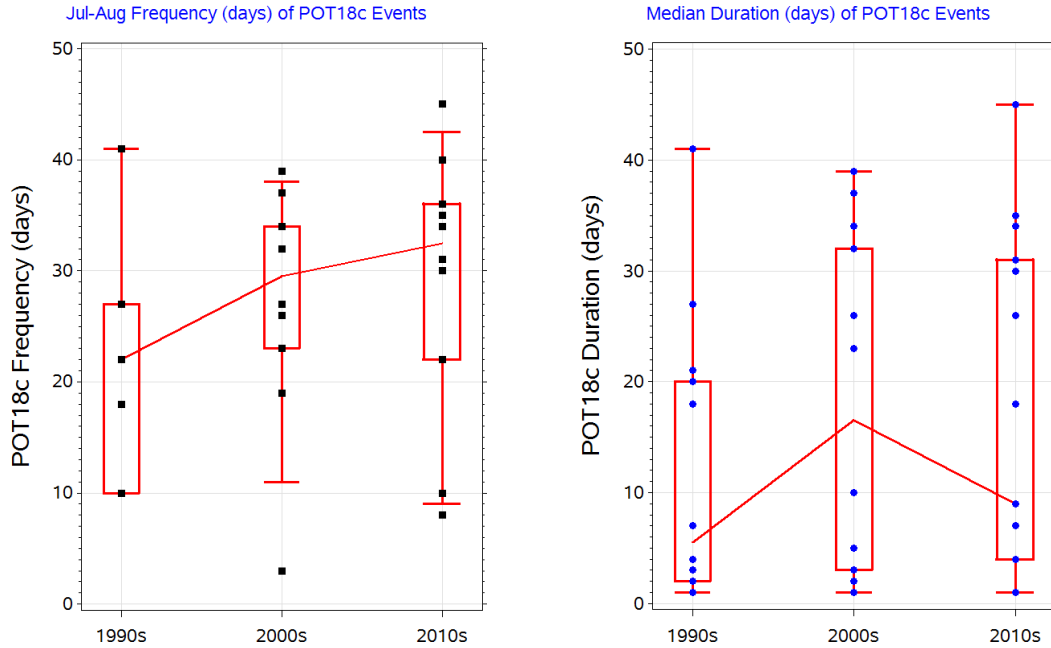 Jul-Aug Frequency (days) of POT18c Events
POT18c Frequency (days)
50
40
30
20
10
0
1990s 2000s 2010s
Median Duration (days) of POT18c Events
POT18c Duration (days)
50
40
30
20
10
0
1990s 2000s 2010s